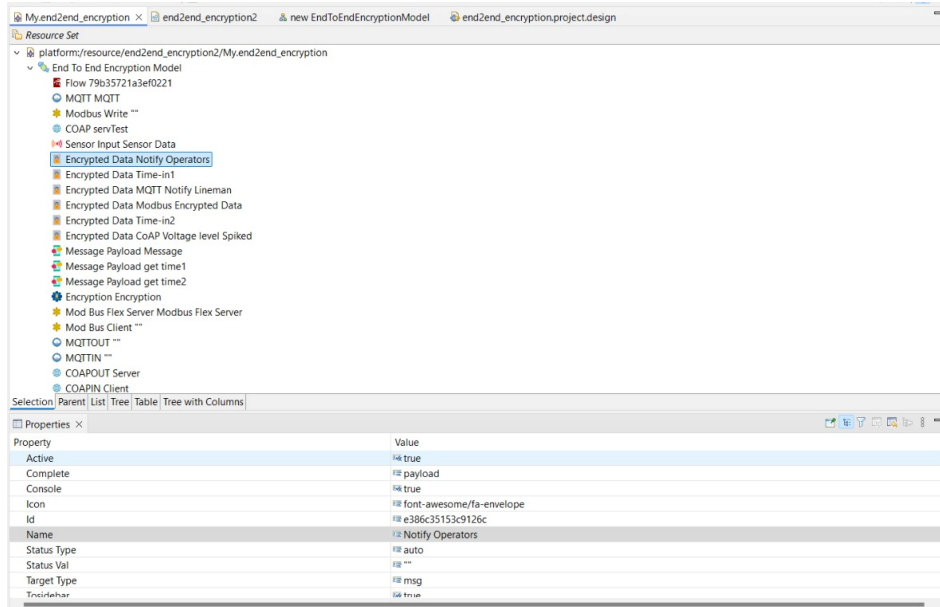 My.end2end_encryption × end2end_encryption2 new EndToEndEncryptionModel end2end_encryption.project.design
Resource Set
platform:/resource/end2end_encryption2/My.end2end_encryption
End To End Encryption Model
Flow 79b35721a3ef0221
MQTT MQTT
Modbus Write ""
COAP servTest
Sensor Input Sensor Data
Encrypted Data Notify Operators
Encrypted Data Time-in1
Encrypted Data MQTT Notify Lineman
Encrypted Data Modbus Encrypted Data
Encrypted Data Time-in2
Encrypted Data CoAP Voltage level Spiked
Message Payload Message
Message Payload get time1
Message Payload get time2
Encryption Encryption
Mod Bus Flex Server Modbus Flex Server
Mod Bus Client ""
MQTTOUT ""
MQTTIN ""
COAPOUT Server
COAPIN Client
Selection Parent List Tree Table Tree with Columns
Properties ×
Property Value
Active true
Complete payload
Console true
Icon font-awesome/fa-envelope
Id e386c35153c9126c
Name Notify Operators
Status Type auto
Status Val ""
Target Type msg
Tosidebar true